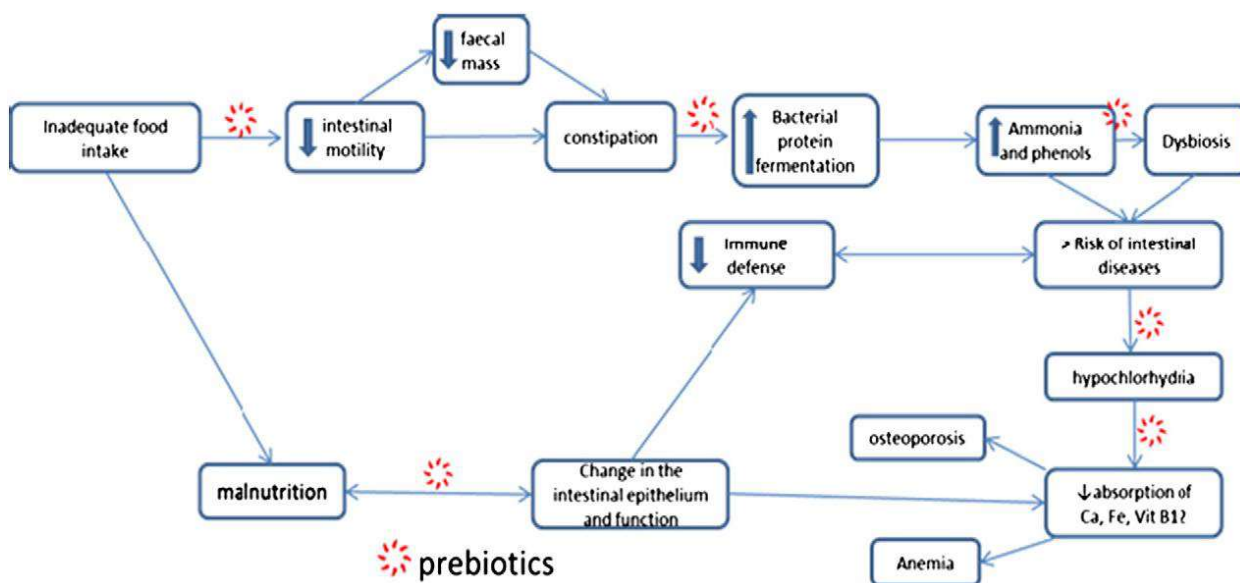 faecal
mass
Inadequate food
intake
intestinal
motility
constipation
Bacterial
protein
fermentation
Ammonia
and phenols
Dysbiosis
Immune
defense
> Risk of intestinal
diseases
hypochlorhydria
osteoporosis
malnutrition
Change in the
intestinal epithelium
and function
↓ absorption of
Ca, Fe, Vit B12
Anemia
prebiotics